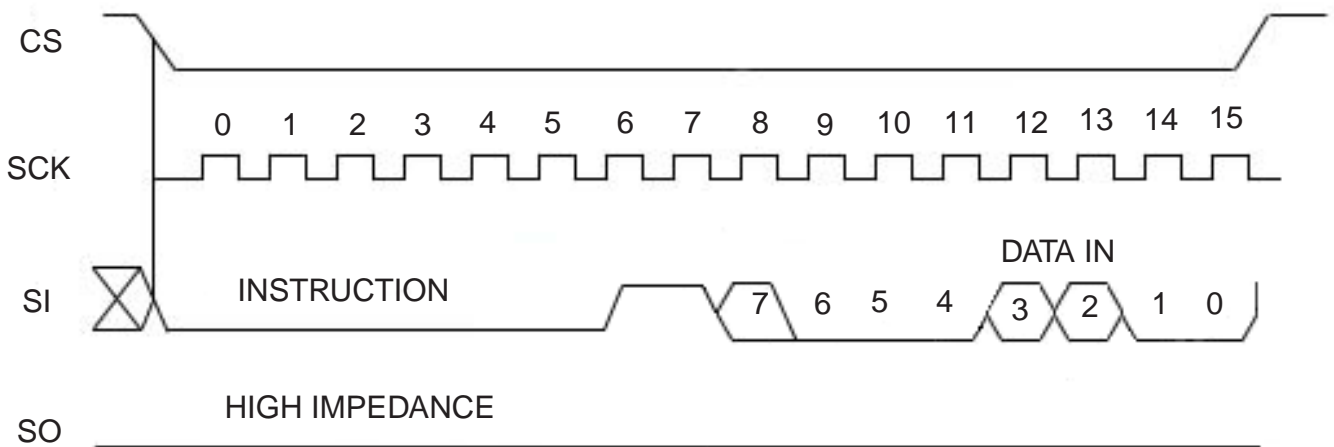 CS
0 1 2 3 4 5 6 7 8 9 10 11 12 13 14 15
SCK
DATA IN
SI INSTRUCTION 7 6 5 4 3 2 1 0
HIGH IMPEDANCE
SO